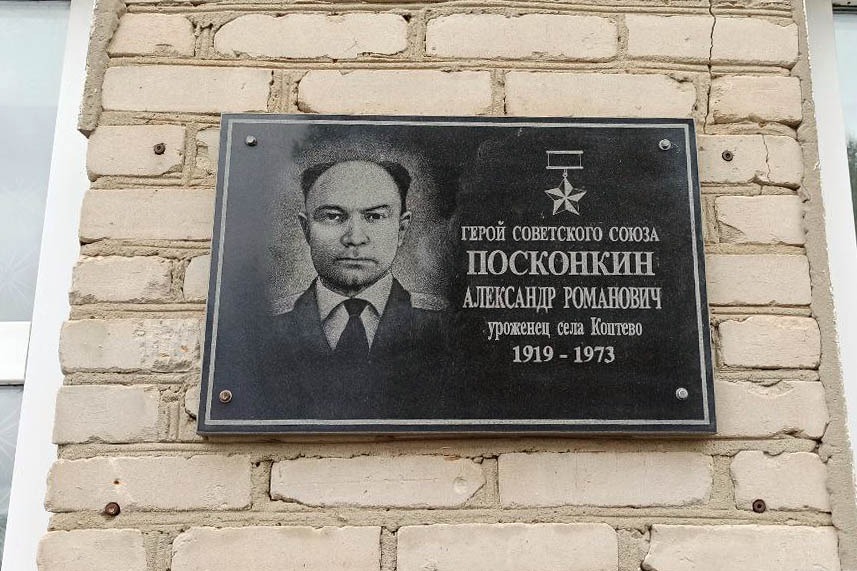 ГЕРОЙ СОВЕТСКОГО СОЮЗА
ПОСКОНКИН
АЛЕКСАНДР РОМАНОВИЧ
уроженец села Коптево
1919 - 1973